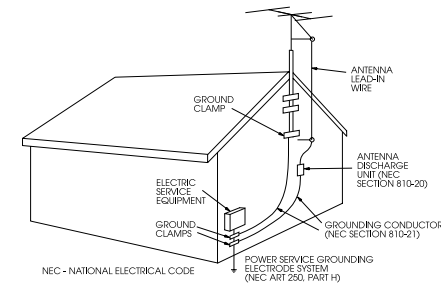 ANTENNA
LEAD-IN
WIRE
GROUND
CLAMP
ANTENNA
DISCHARGE
UNIT (NEC
SECTION 810-20)
ELECTRIC
SERVICE
EQUIPMENT
GROUNDING CONDUCTOR
(NEC SECTION 810-21)
GROUND
CLAMPS
POWER SERVICE GROUNDING
ELECTRODE SYSTEM
(NEC ART 250, PART H)
NEC - NATIONAL ELECTRICAL CODE